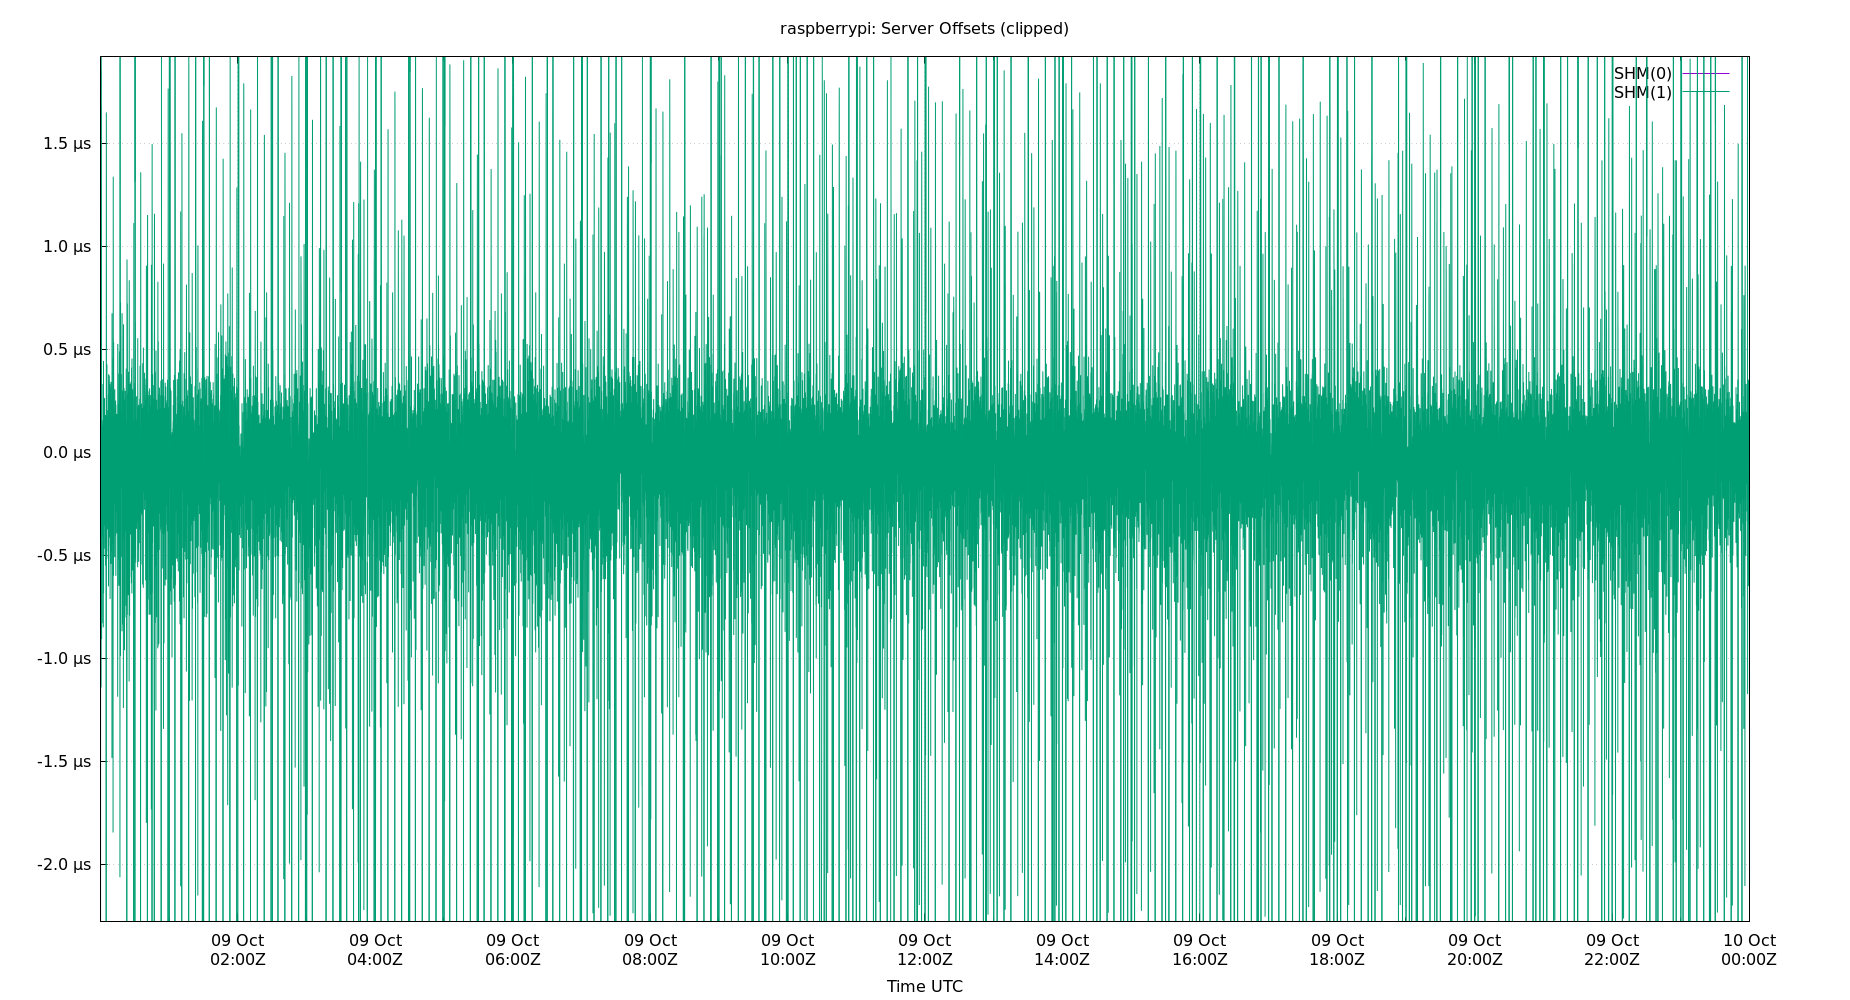 raspberrypi: Server Offsets (clipped)
SHM(0)
SHM(1)
1.5 µs
1.0 µs
0.5 µs
0.0 µs
-0.5 µs
-1.0 µs
-1.5 µs
-2.0 µs
09 Oct 09 Oct 09 Oct 09 Oct 09 Oct 09 Oct 09 Oct 09 Oct 09 Oct 09 Oct 09 Oct 10 Oct
02:00Z 04:00Z 06:00Z 08:00Z 10:00Z 12:00Z 14:00Z 16:00Z 18:00Z 20:00Z 22:00Z 00:00Z
Time UTC